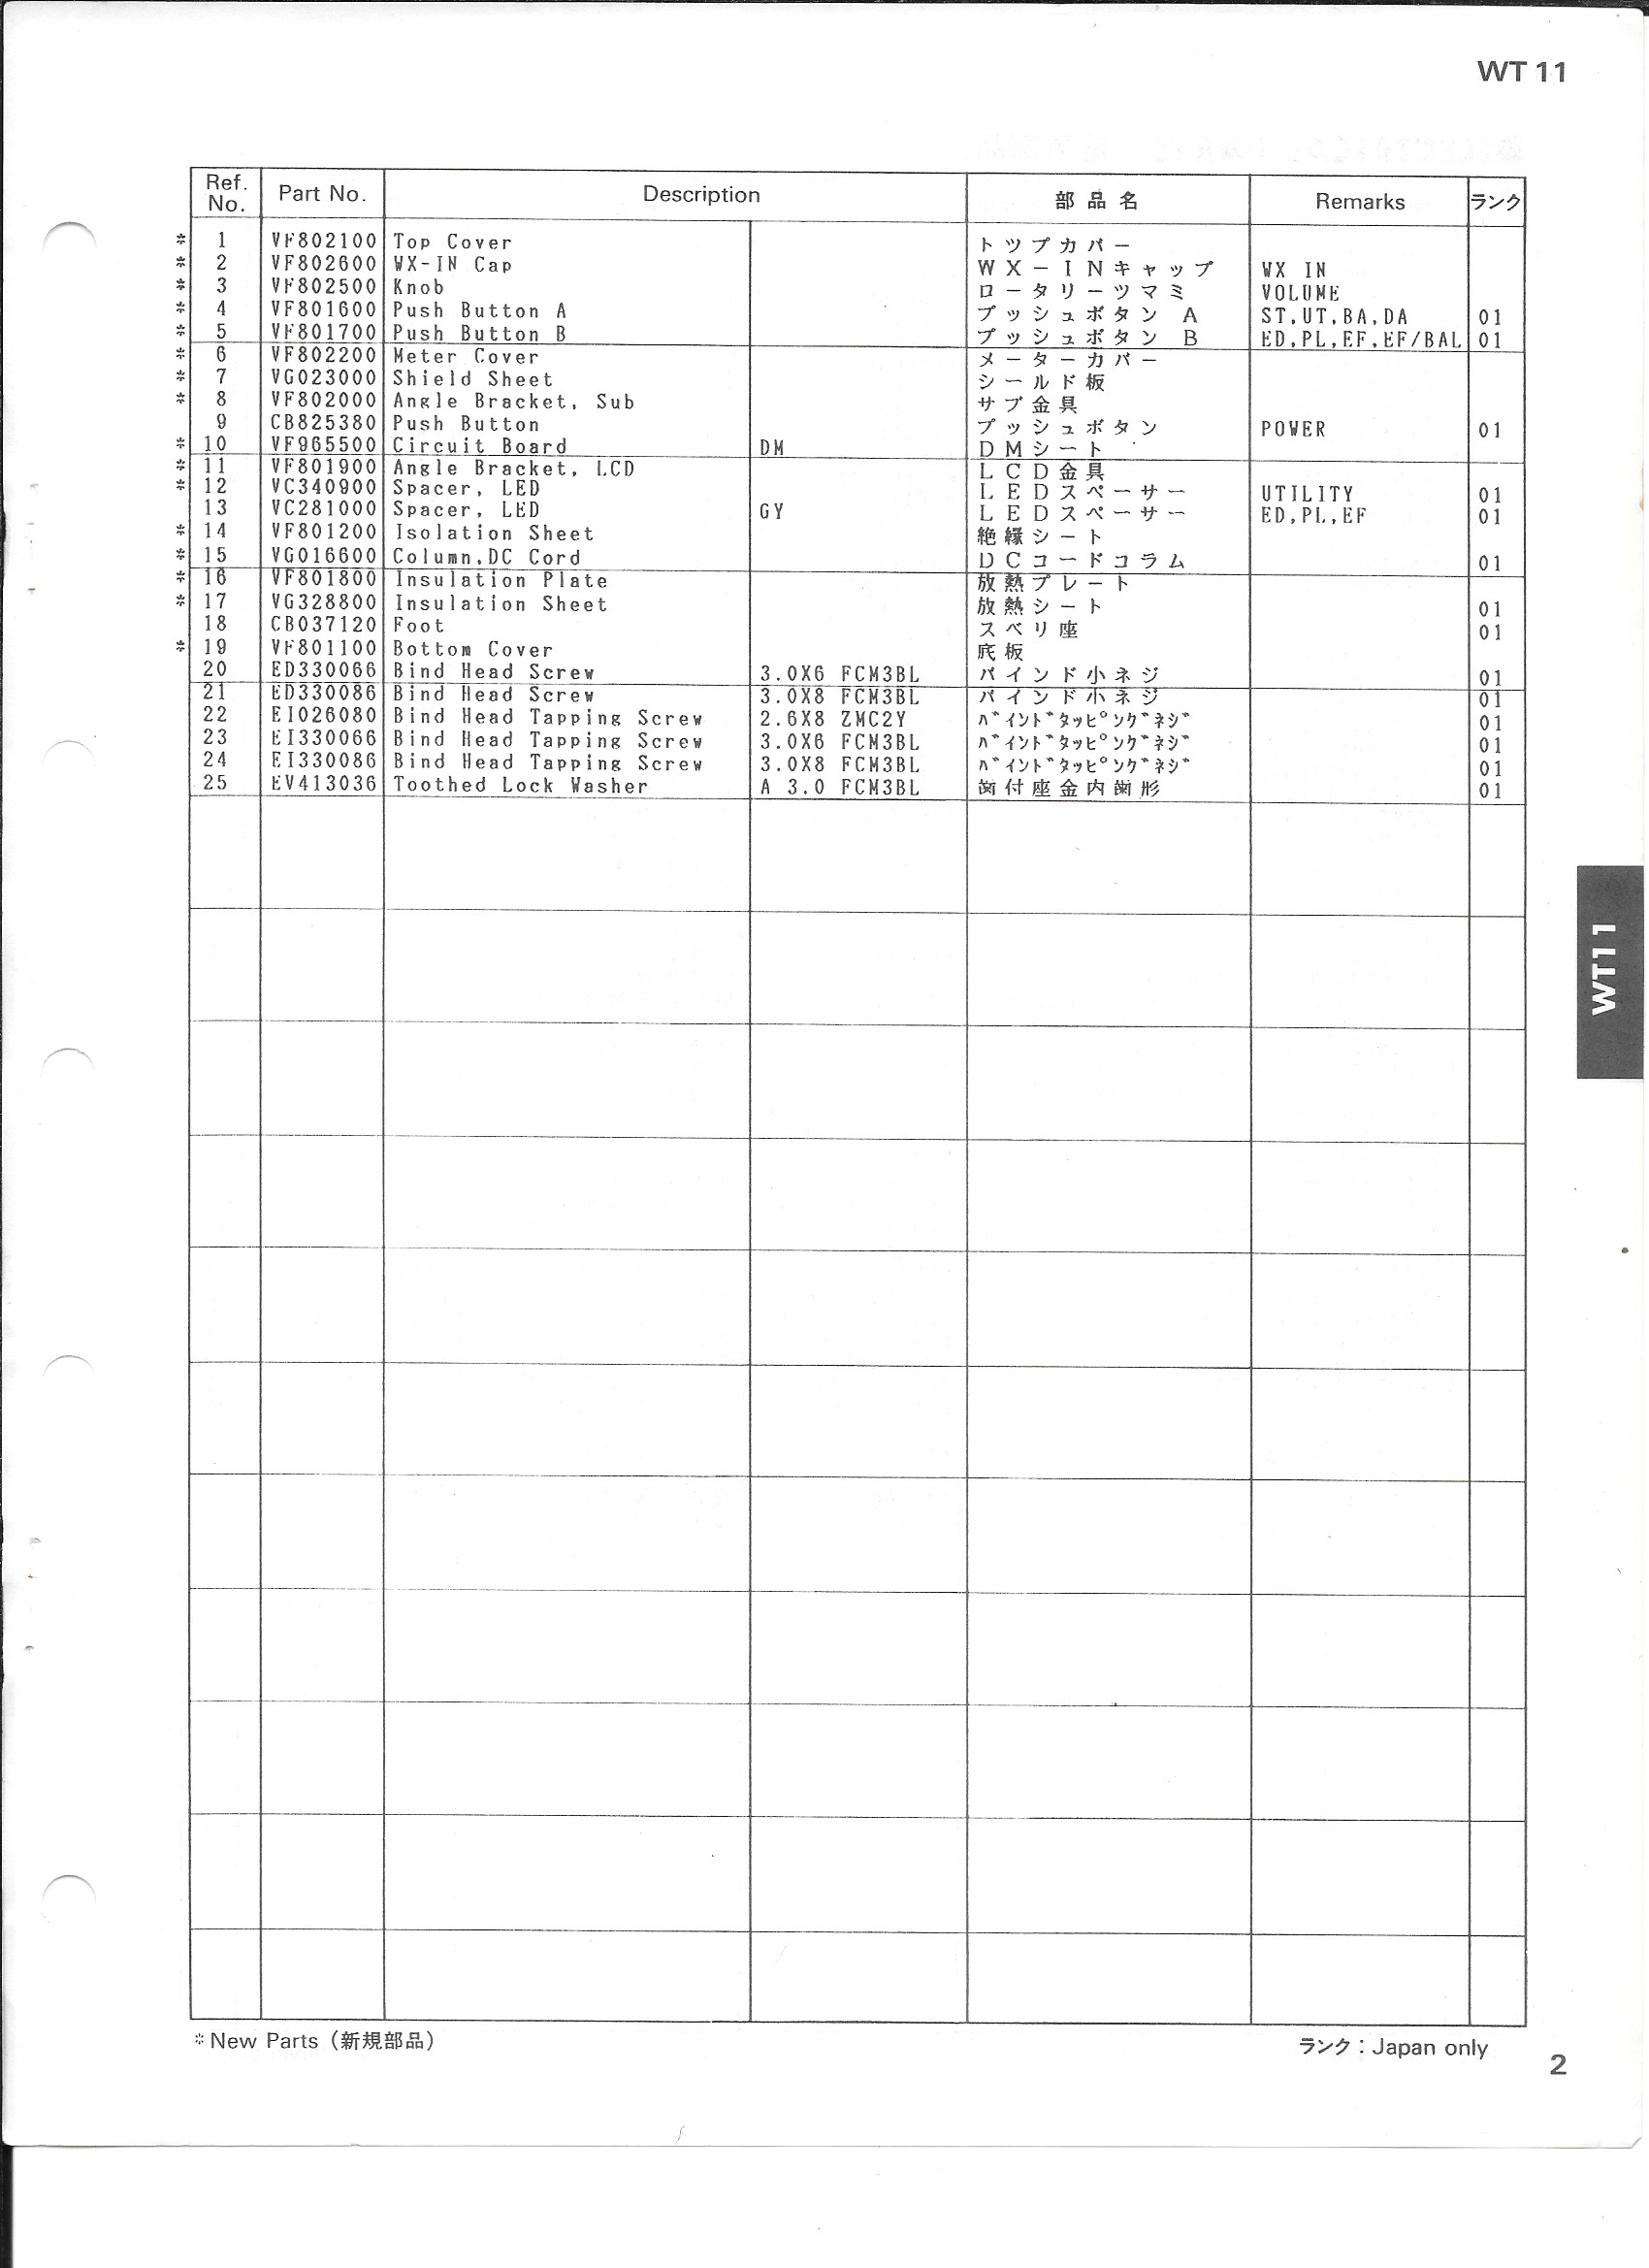 WT 11
Ref. No. Part No. Description 部品名 Remarks ランク
* 1 VF802100 Top Cover トップカバー
* 2 VF802600 WX-IN Cap WX-INキャップ WX IN
* 3 VF802500 Knob ロータリーツマミ VOLUME
* 4 VF801600 Push Button A プッシュボタン A ST,UT,BA,DA 01
* 5 VF801700 Push Button B プッシュボタン B ED,PL,EF,EF/BAL 01
* 6 VF802200 Meter Cover メーターカバー
* 7 VG023000 Shield Sheet シールド板
* 8 VF802000 Angle Bracket, Sub サブ金具
9 CB825380 Push Button プッシュボタン POWER 01
* 10 VF965500 Circuit Board DM DMシート
* 11 VF801900 Angle Bracket, LCD LCD金具
* 12 VC340900 Spacer, LED LEDスペーサー UTILITY 01
13 VC281000 Spacer, LED GY LEDスペーサー ED,PL,EF 01
* 14 VF801200 Isolation Sheet 絶縁シート
* 15 VG016600 Column,DC Cord DCコードコラム 01
* 16 VF801800 Insulation Plate 放熱プレート
* 17 VG328800 Insulation Sheet 放熱シート 01
18 CB037120 Foot スベリ座 01
* 19 VF801100 Bottom Cover 底板
20 ED330066 Bind Head Screw 3.0X6 FCM3BL バインド小ネジ 01
21 ED330086 Bind Head Screw 3.0X8 FCM3BL バインド小ネジ 01
22 EI026080 Bind Head Tapping Screw 2.6X8 ZMC2Y ﾊﾞｲﾝﾄﾞﾀｯﾋﾟﾝｸﾞﾈｼﾞ 01
23 EI330066 Bind Head Tapping Screw 3.0X6 FCM3BL ﾊﾞｲﾝﾄﾞﾀｯﾋﾟﾝｸﾞﾈｼﾞ 01
24 EI330086 Bind Head Tapping Screw 3.0X8 FCM3BL ﾊﾞｲﾝﾄﾞﾀｯﾋﾟﾝｸﾞﾈｼﾞ 01
25 EV413036 Toothed Lock Washer A 3.0 FCM3BL 歯付座金内歯形 01
WT11
*New Parts（新規部品）
ランク：Japan only
2